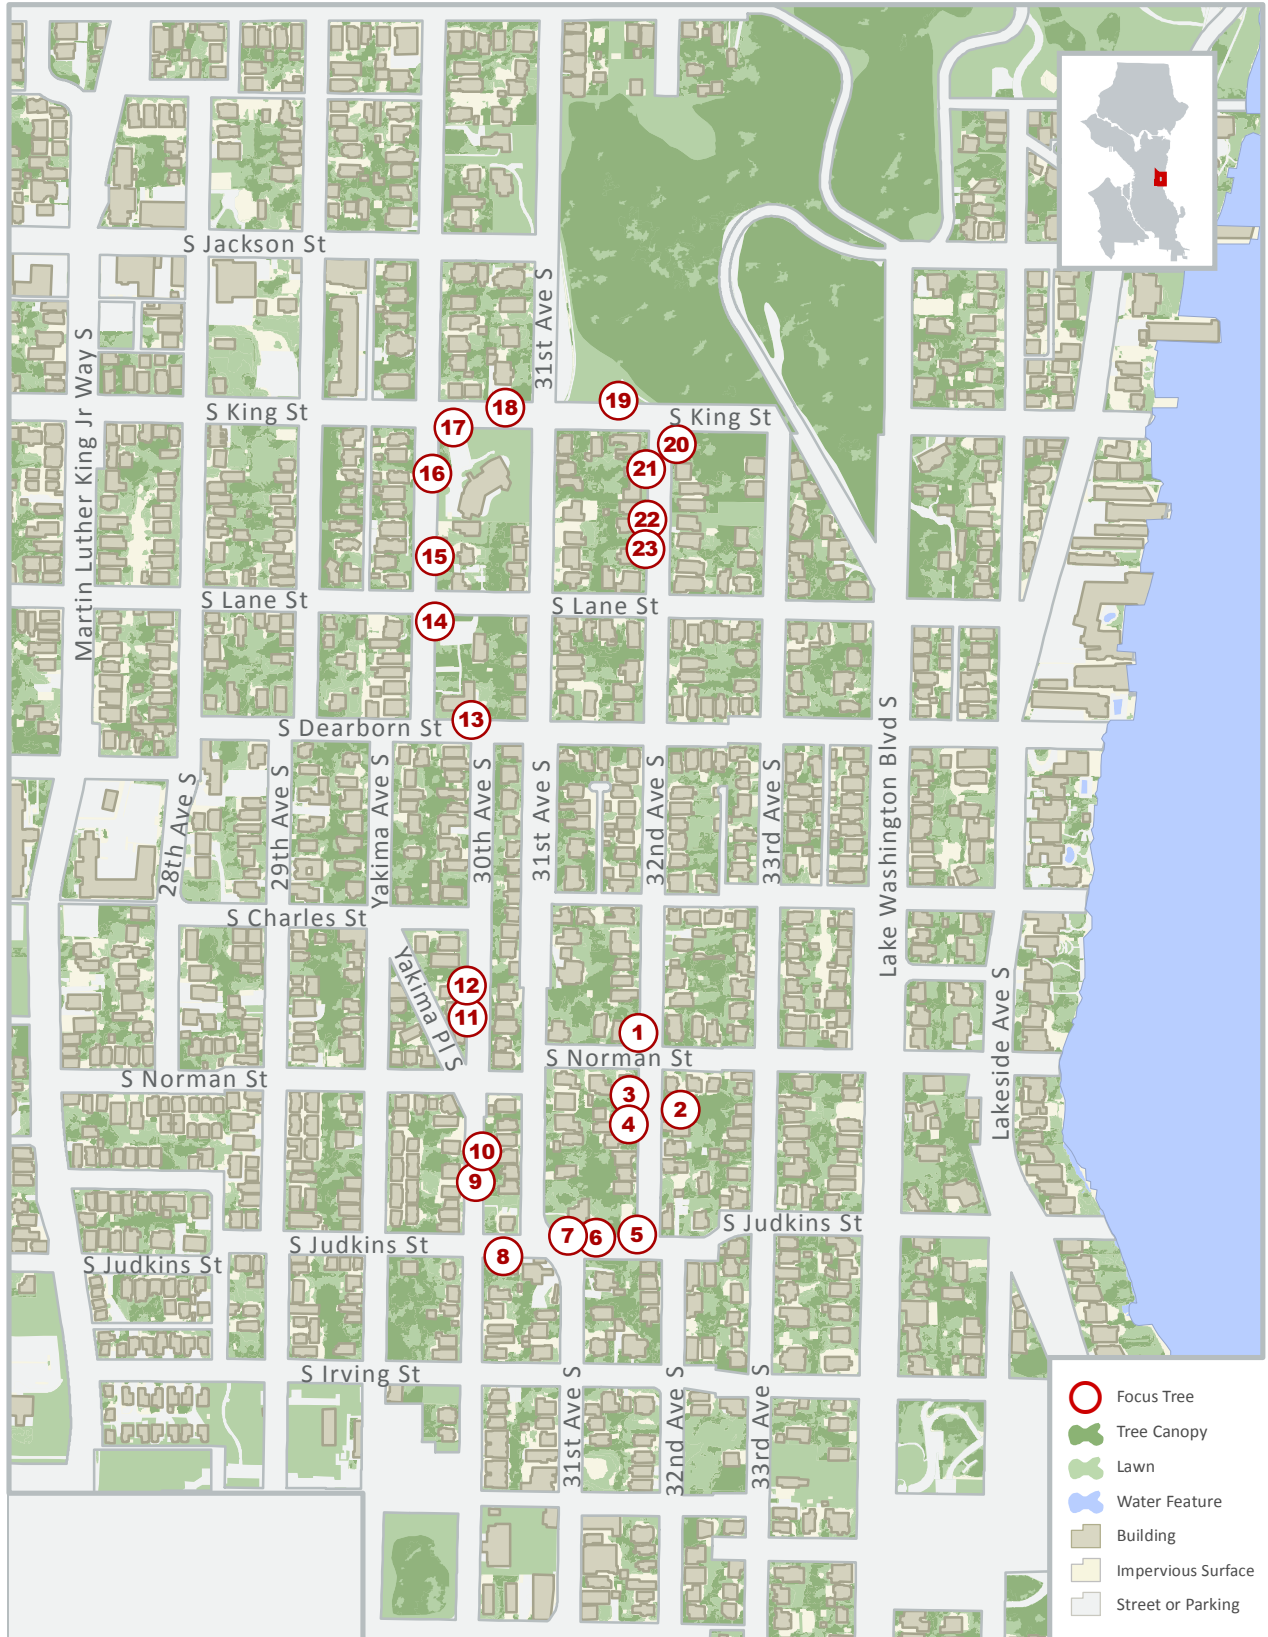 S Jackson St
31st Ave S
Martin Luther King Jr Way S
S King St
18
19
S King St
17
20
16
21
22
23
15
S Lane St
S Lane St
14
13
S Dearborn St
28th Ave S
29th Ave S
Yakima Ave S
30th Ave S
31st Ave S
32nd Ave S
33rd Ave S
Lake Washington Blvd S
S Charles St
Yakima Pl S
12
11
1
Lakeside Ave S
S Norman St
S Norman St
3
2
4
10
9
S Judkins St
5
7
6
S Judkins St
8
S Judkins St
S Irving St
31st Ave S
32nd Ave S
33rd Ave S
Focus Tree
Tree Canopy
Lawn
Water Feature
Building
Impervious Surface
Street or Parking